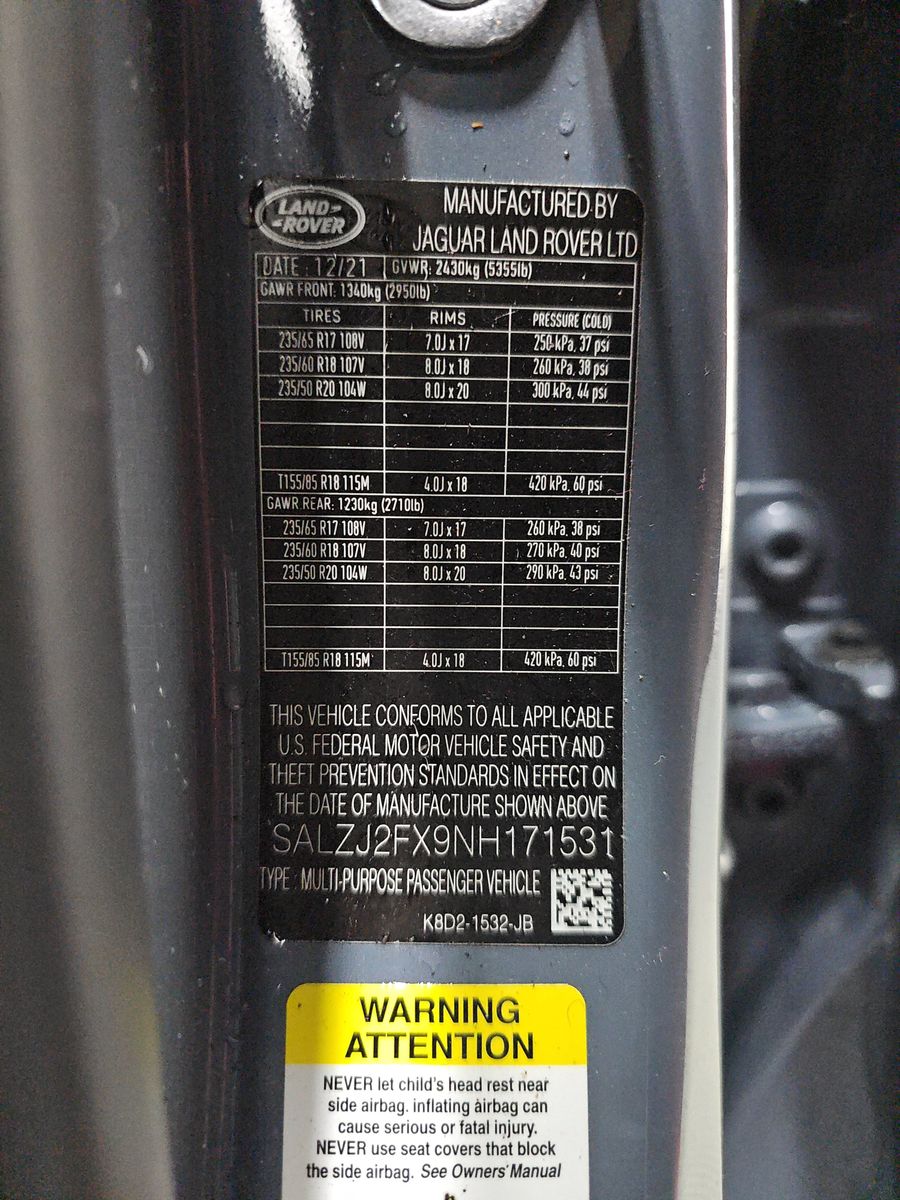 LAND-
-ROVER
MANUFACTURED BY
JAGUAR LAND ROVER LTD
DATE : 12/21 GVWR: 2430kg (5355lb)
GAWR FRONT: 1340kg (2950lb)
TIRES RIMS PRESSURE (COLD)
235/65 R17 108V 7.0J x 17 250 kPa, 37 psi
235/60 R18 107V 8.0J x 18 260 kPa, 38 psi
235/50 R20 104W 8.0J x 20 300 kPa, 44 psi
T155/85 R18 115M 4.0J x 18 420 kPa, 60 psi
GAWR REAR: 1230kg (2710lb)
235/65 R17 108V 7.0J x 17 260 kPa, 38 psi
235/60 R18 107V 8.0J x 18 270 kPa, 40 psi
235/50 R20 104W 8.0J x 20 290 kPa, 43 psi
T155/85 R18 115M 4.0J x 18 420 kPa, 60 psi
THIS VEHICLE CONFORMS TO ALL APPLICABLE
U.S. FEDERAL MOTOR VEHICLE SAFETY AND
THEFT PREVENTION STANDARDS IN EFFECT ON
THE DATE OF MANUFACTURE SHOWN ABOVE
SALZJ2FX9NH171531
TYPE : MULTI-PURPOSE PASSENGER VEHICLE
K8D2-1532-JB
WARNING
ATTENTION
NEVER let child's head rest near
side airbag. inflating airbag can
cause serious or fatal injury.
NEVER use seat covers that block
the side airbag. See Owners' Manual